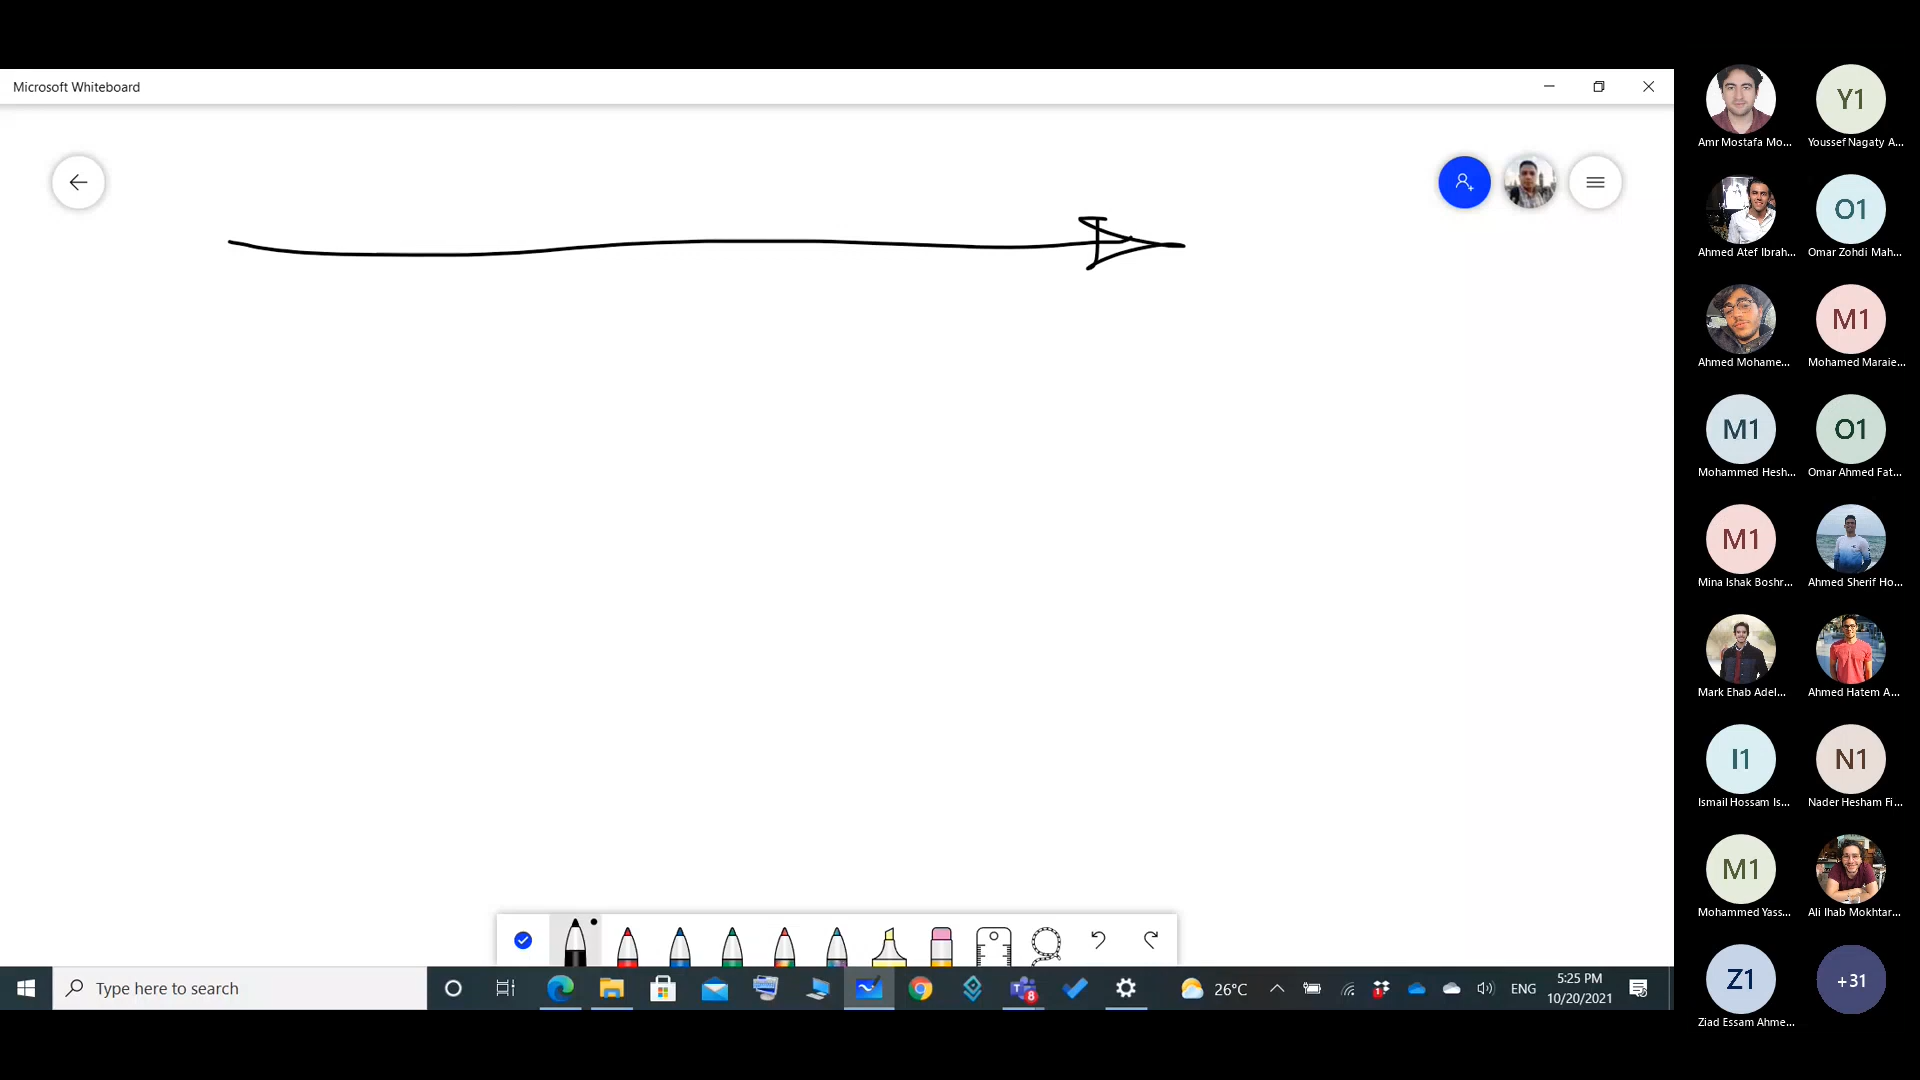 Microsoft Whiteboard
Amr Mostafa Mo...
Y1
Youssef Nagaty A...
Ahmed Atef Ibrah...
O1
Omar Zohdi Mah...
Ahmed Mohame...
M1
Mohamed Maraie...
M1
Mohammed Hesh...
O1
Omar Ahmed Fat...
M1
Mina Ishak Boshr...
Ahmed Sherif Ho...
Mark Ehab Adel...
Ahmed Hatem A...
I1
Ismail Hossam Is...
N1
Nader Hesham Fi...
M1
Mohammed Yass...
Ali Ihab Mokhtar...
Z1
Ziad Essam Ahme...
+31
Type here to search
8
26°C
1
ENG
5:25 PM
10/20/2021